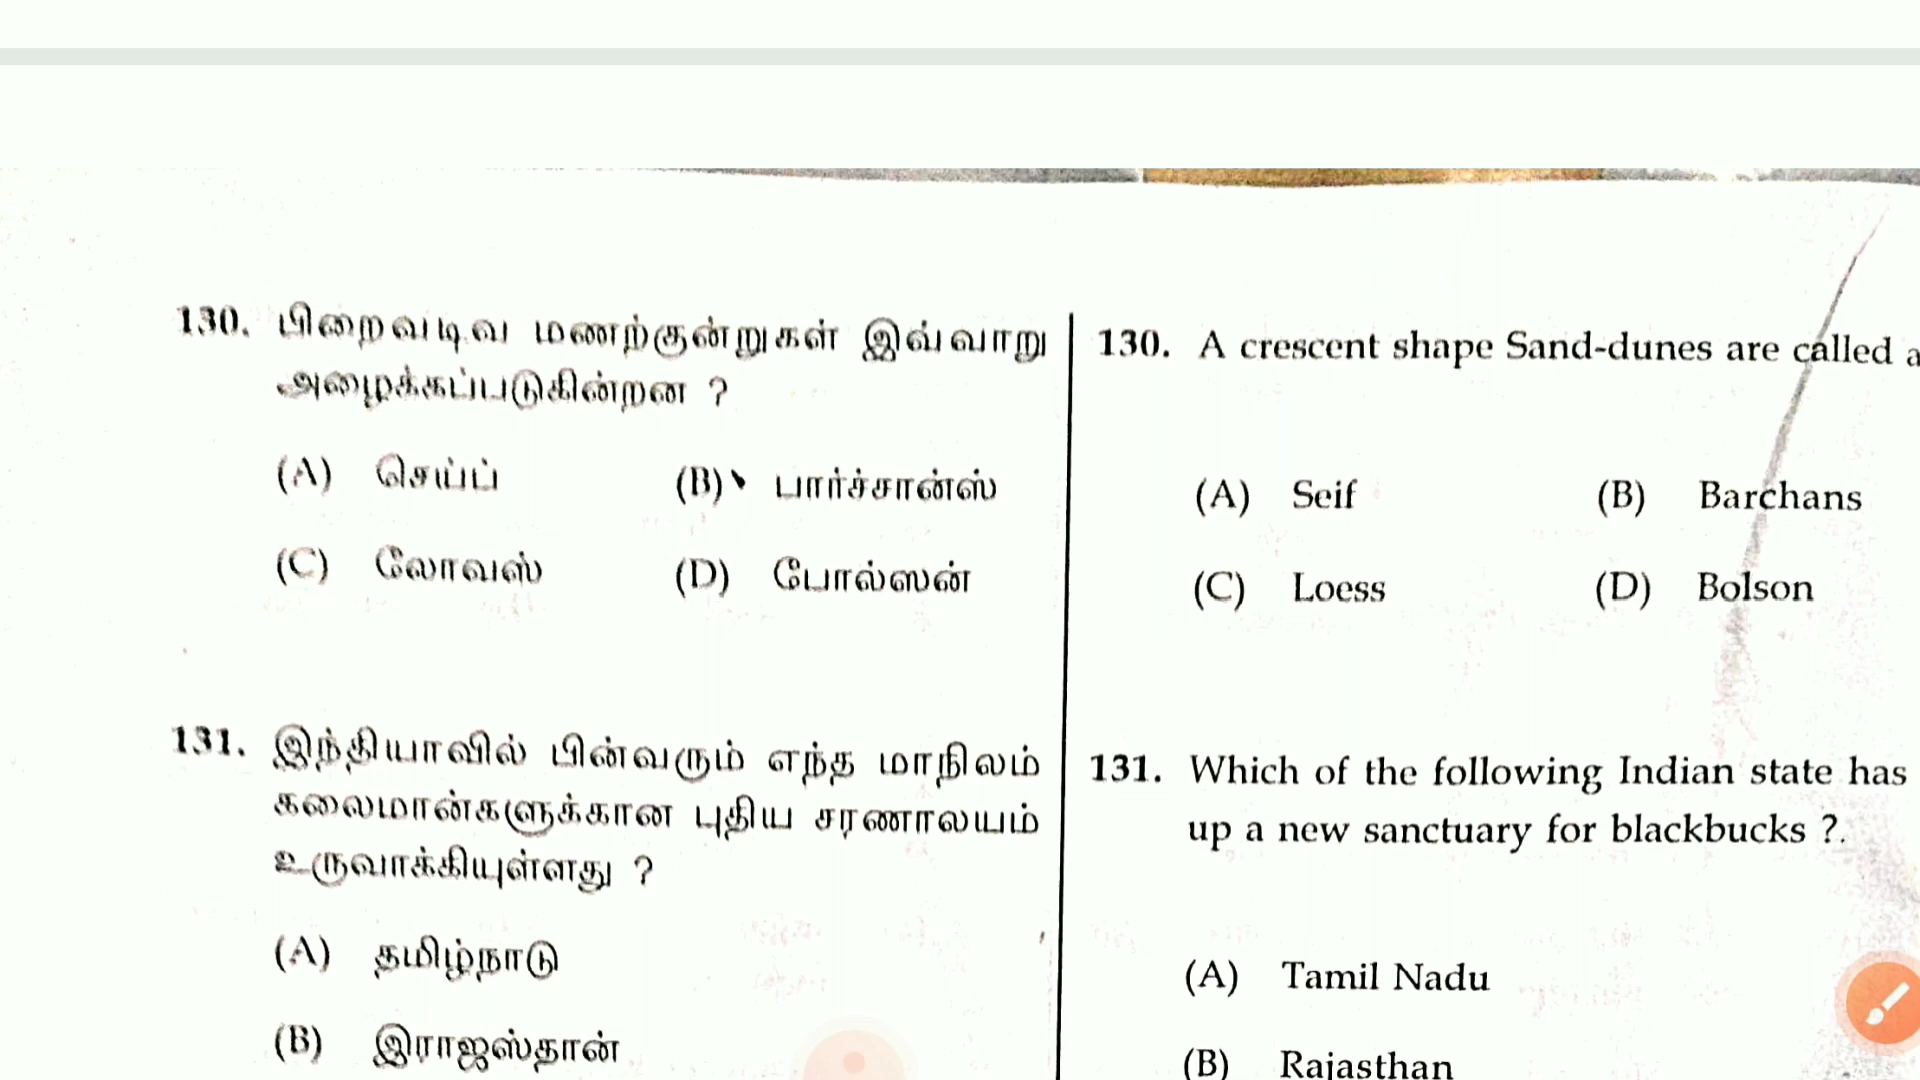 130. பிறைவடிவ மணற்குன்றுகள் இவ்வாறு
அழைக்கப்படுகின்றன ?
(A) செய்ப் (B) பார்ச்சான்ஸ்
(C) லோவஸ் (D) போல்ஸன்
131. இந்தியாவில் பின்வரும் எந்த மாநிலம்
கலைமான்களுக்கான புதிய சரணாலயம்
உருவாக்கியுள்ளது ?
(A) தமிழ்நாடு
(B) இராஜஸ்தான்
130. A crescent shape Sand-dunes are called a
(A) Seif (B) Barchans
(C) Loess (D) Bolson
131. Which of the following Indian state has
up a new sanctuary for blackbucks ?.
(A) Tamil Nadu
(B) Rajasthan